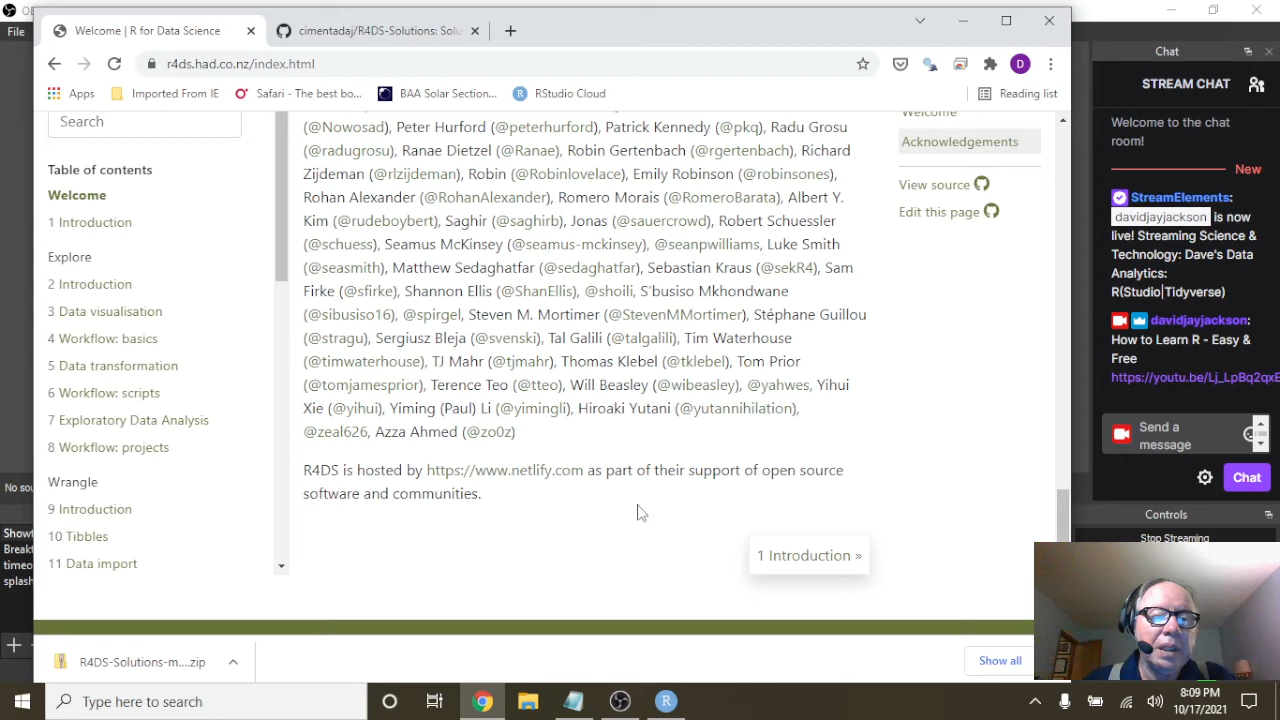 File
Welcome | R for Data Science
cimentadaj/R4DS-Solutions: Solu
r4ds.had.co.nz/index.html
D
Apps
Imported From IE
Safari - The best bo...
BAA Solar Section...
RStudio Cloud
Reading list
Search
Table of contents
Welcome
1 Introduction
Explore
2 Introduction
3 Data visualisation
4 Workflow: basics
5 Data transformation
6 Workflow: scripts
7 Exploratory Data Analysis
8 Workflow: projects
Wrangle
9 Introduction
10 Tibbles
11 Data import
(@Nowosad), Peter Hurford (@peterhurford), Patrick Kennedy (@pkq), Radu Grosu
(@radugrosu), Ranae Dietzel (@Ranae), Robin Gertenbach (@rgertenbach), Richard
Zijdeman (@rlzijdeman), Robin (@Robinlovelace), Emily Robinson (@robinsones),
Rohan Alexander (@RohanAlexander), Romero Morais (@RomeroBarata), Albert Y.
Kim (@rudeboybert), Saghir (@saghirb), Jonas (@sauercrowd), Robert Schuessler
(@schuess), Seamus McKinsey (@seamus-mckinsey), @seanpwilliams, Luke Smith
(@seasmith), Matthew Sedaghatfar (@sedaghatfar), Sebastian Kraus (@sekR4), Sam
Firke (@sfirke), Shannon Ellis (@ShanEllis), @shoili, S'busiso Mkhondwane
(@sibusiso16), @spirgel, Steven M. Mortimer (@StevenMMortimer), Stéphane Guillou
(@stragu), Sergiusz Bleja (@svenski), Tal Galili (@talgalili), Tim Waterhouse
(@timwaterhouse), TJ Mahr (@tjmahr), Thomas Klebel (@tklebel), Tom Prior
(@tomjamesprior), Terence Teo (@tteo), Will Beasley (@wibeasley), @yahwes, Yihui
Xie (@yihui), Yiming (Paul) Li (@yimingli), Hiroaki Yutani (@yutannihilation),
@zeal626, Azza Ahmed (@zo0z)
R4DS is hosted by https://www.netlify.com as part of their support of open source
software and communities.
1 Introduction »
Welcome
Acknowledgements
View source
Edit this page
Chat
STREAM CHAT
Welcome to the chat
room!
New
StreamElements:
davidjayjackson is now
live! Streaming Science &
Technology: Dave's Data
Analytics:
R(Studio|Tidyverse)
davidjayjackson:
How to Learn R - Easy &
Free
https://youtu.be/Lj_LpBq2qxE
Send a
message
Chat
Controls
Stop Streaming
No sou
Showt
Break
timeo
splash
R4DS-Solutions-m....zip
Show all
Type here to search
R
8:09 PM
10/17/2021